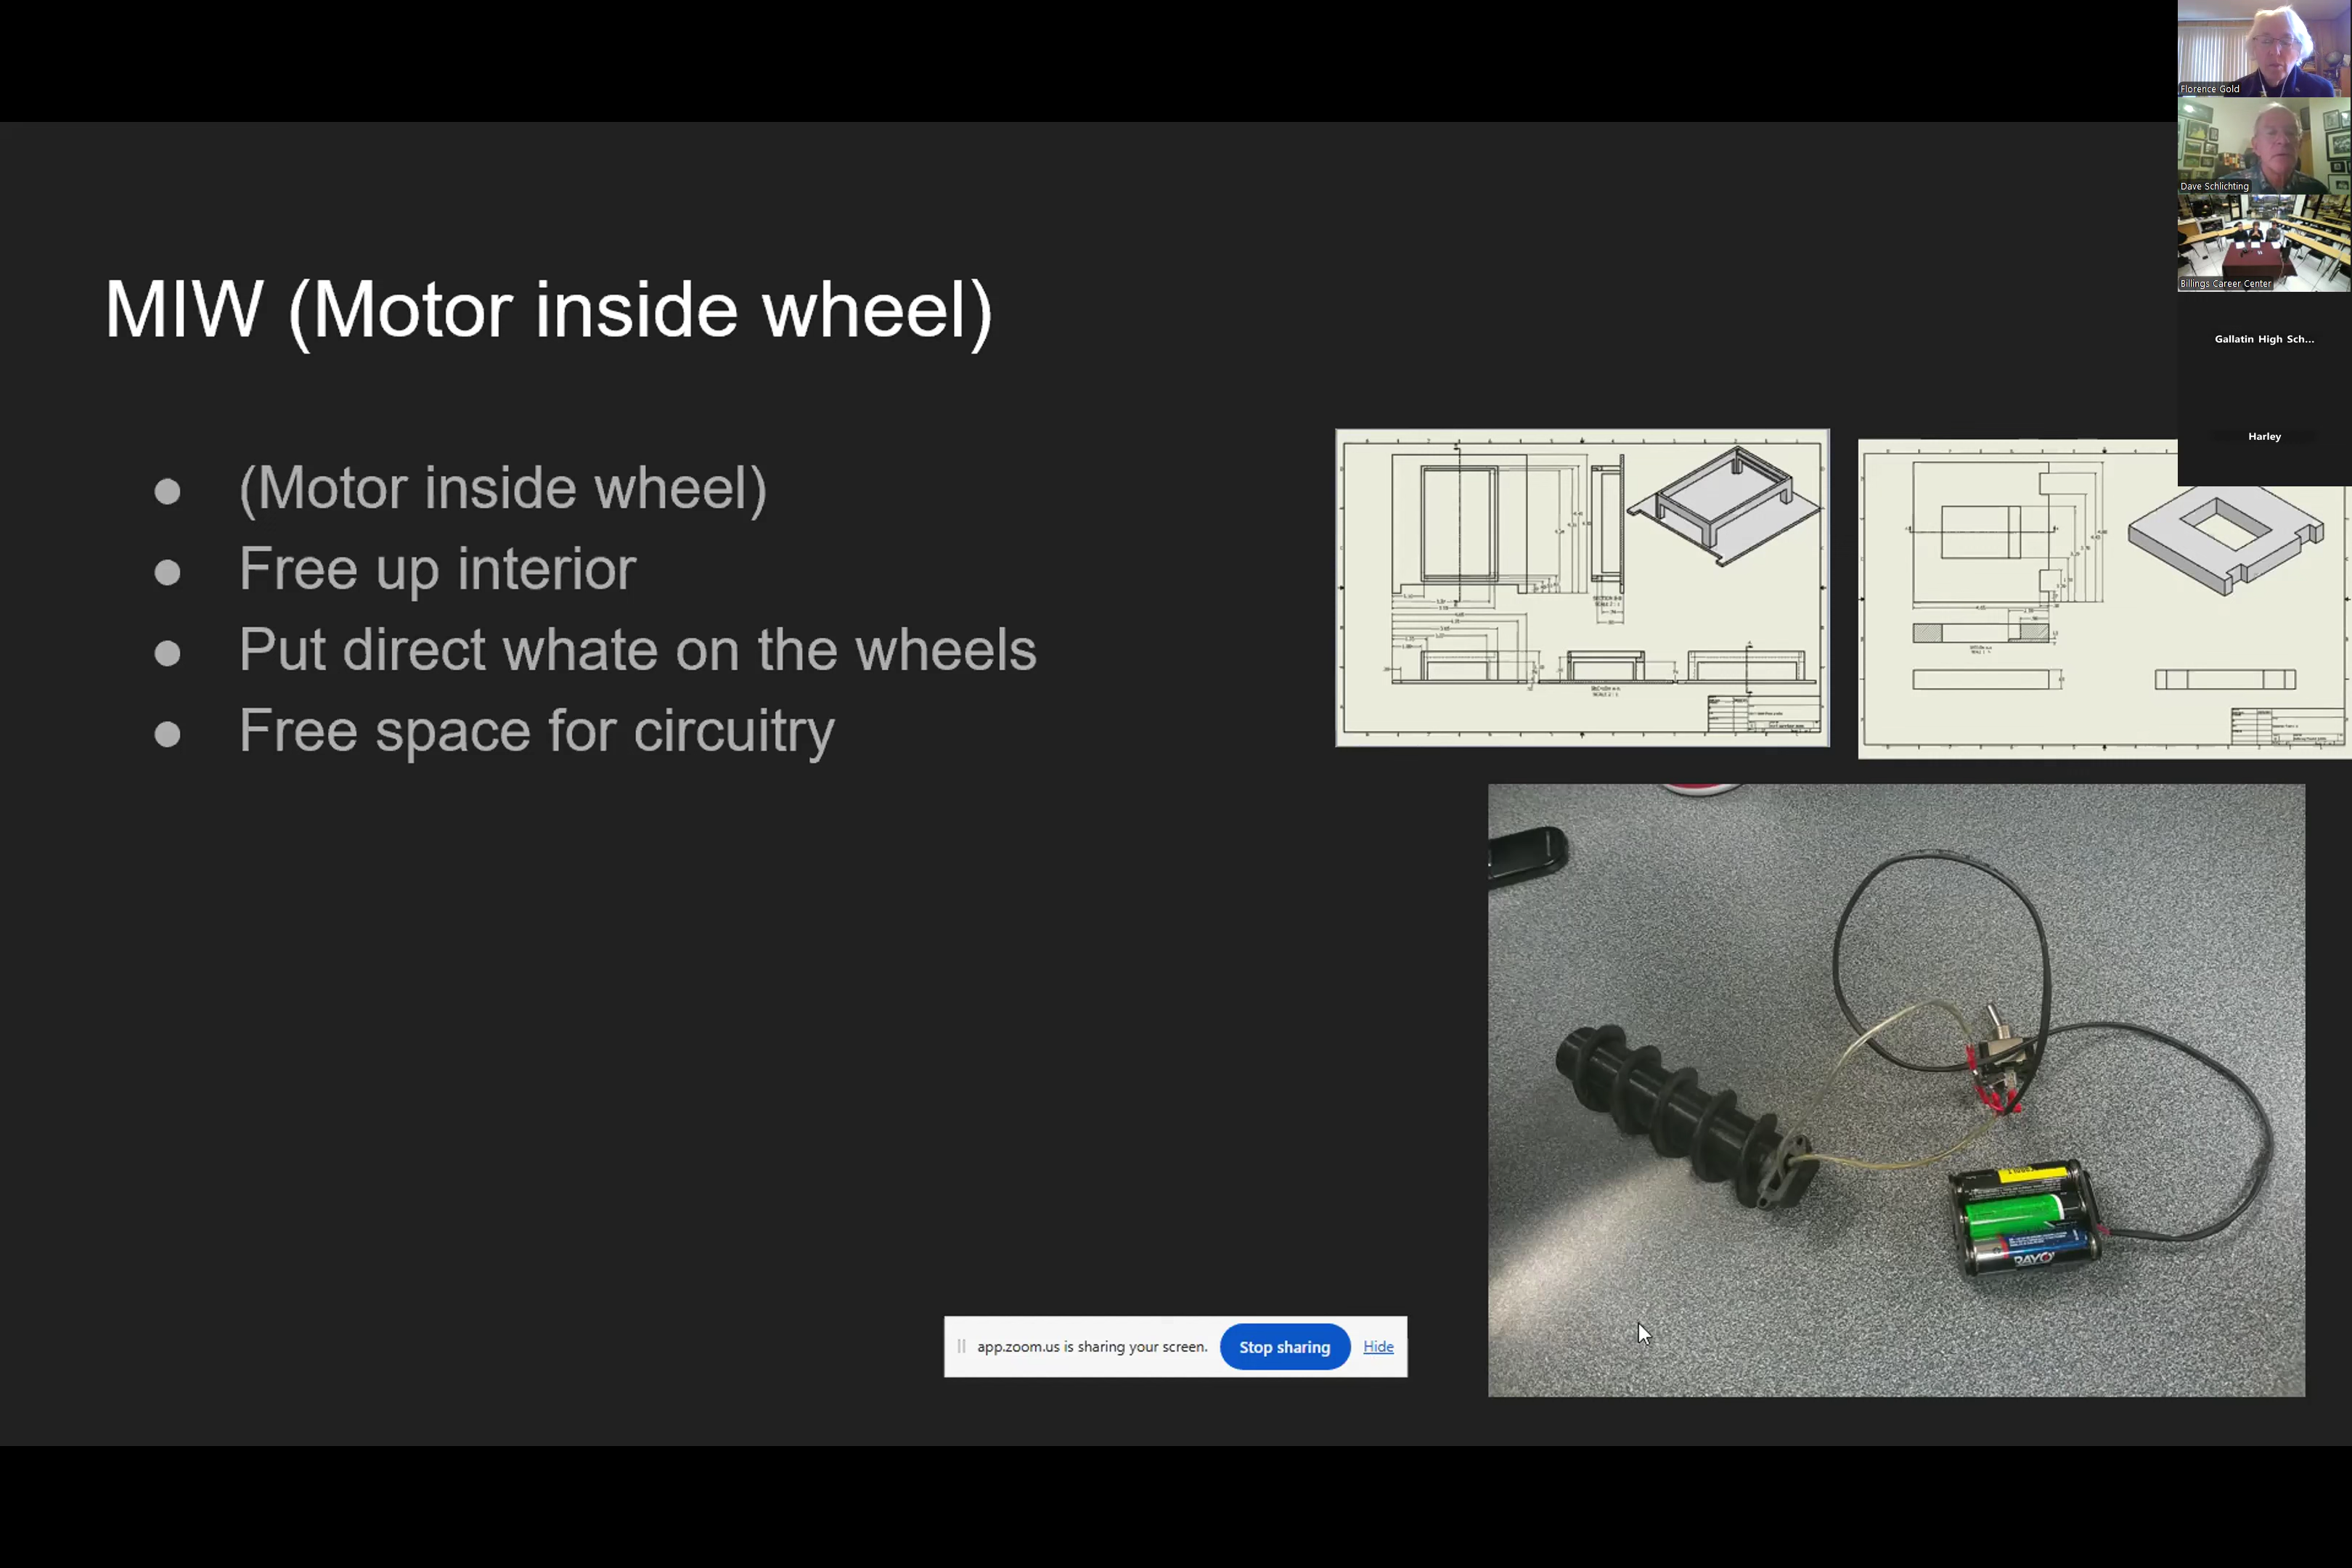 Florence Gold
Dave Schlichting
Billings Career Center
Gallatin High Sch...
Harley
MIW (Motor inside wheel)
(Motor inside wheel)
Free up interior
Put direct whate on the wheels
Free space for circuitry
RAYO
app.zoom.us is sharing your screen.
Stop sharing
Hide